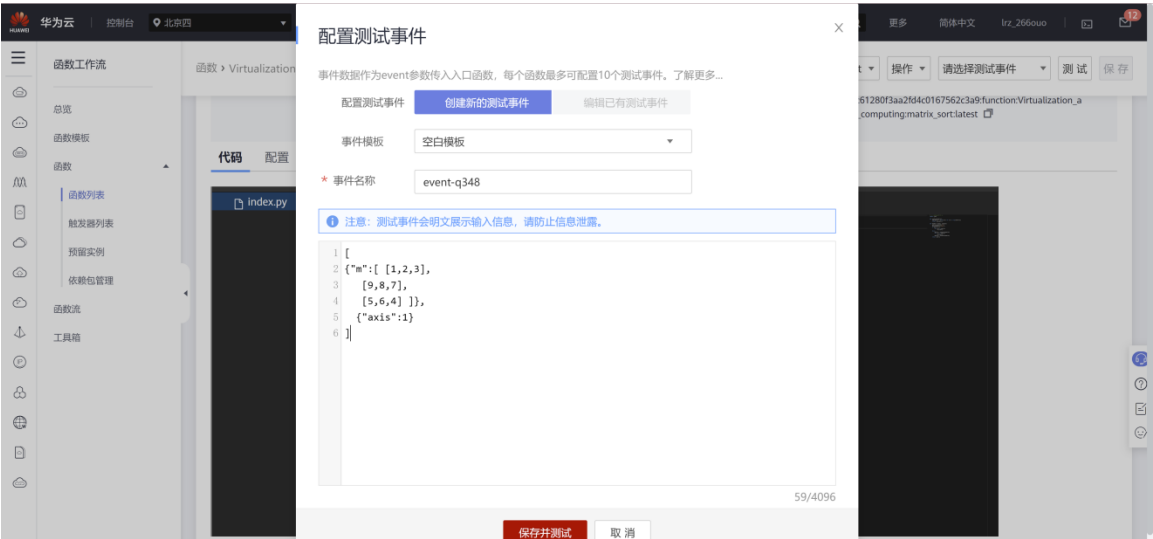 HUAWEI
华为云
控制台
北京四
更多
简体中文
lrz_266ouo
12
函数工作流
总览
函数模板
函数
函数列表
触发器列表
预留实例
依赖包管理
函数流
工具箱
函数 › Virtualization
操作
请选择测试事件
测 试
保 存
:61280f3aa2fd4c0167562c3a9:function:Virtualization_a
_computing:matrix_sort:latest
代码
配置
index.py
配置测试事件
事件数据作为event参数传入入口函数，每个函数最多可配置10个测试事件。了解更多...
配置测试事件
创建新的测试事件
编辑已有测试事件
事件模板
空白模板
* 事件名称
event-q348
注意：测试事件会明文展示输入信息，请防止信息泄露。
1 [
2 {"m":[ [1,2,3],
3 [9,8,7],
4 [5,6,4] ]},
5 {"axis":1}
6 ]
59/4096
保存并测试
取 消